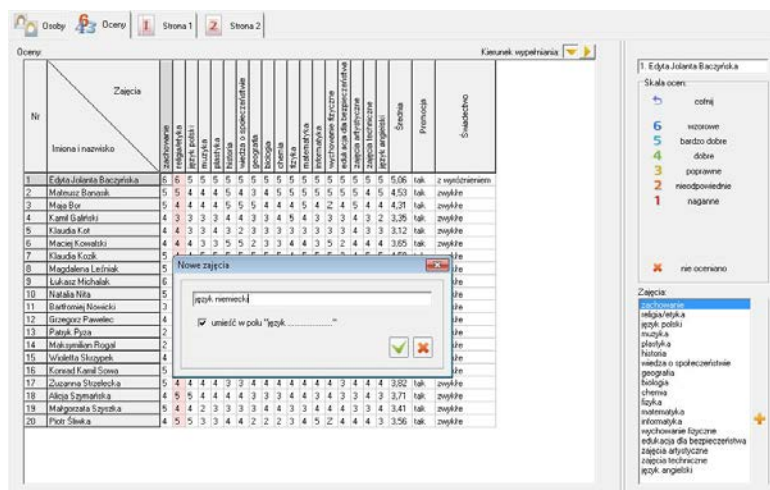 Osoby Oceny I Strona 1 2 Strona 2
Oceny: Kierunek wypełniania:
Nr Zajęcia
Imiona i nazwisko
zachowanie
religia/etyka
język polski
muzyka
plastyka
historia
wiedza o społeczeństwie
geografia
biologia
chemia
fizyka
matematyka
informatyka
wychowanie fizyczne
edukacja dla bezpieczeństwa
zajęcia artystyczne
zajęcia techniczne
język angielski
Średnia
Promocja
Świadectwo
1 Edyta Jolanta Baczyńska 6 6 5 5 5 5 5 5 5 5 5 5 5 5 5 5 5 5 5,06 tak z wyróżnieniem
2 Mateusz Banasik 5 5 4 4 4 5 4 3 4 5 5 5 5 5 5 5 4 5 4,53 tak zwykłe
3 Maja Bor 5 4 4 4 4 5 5 5 4 4 4 5 4 Z 4 5 4 4 4,31 tak zwykłe
4 Kamil Galiński 4 3 3 3 3 4 4 3 3 4 5 4 3 3 3 4 3 2 3,35 tak zwykłe
5 Klaudia Kot 4 4 3 3 4 3 2 3 3 3 3 3 3 3 3 4 3 3 3,12 tak zwykłe
6 Maciej Kowalski 4 4 4 3 3 5 5 2 3 3 4 4 3 5 2 4 4 4 3,65 tak zwykłe
7 Klaudia Kozik
8 Magdalena Leśniak 5
9 Łukasz Michalak 6
10 Natalia Nita 5
11 Bartłomiej Nowicki 3
12 Grzegorz Pawelec 4
13 Patryk Pyza 2
14 Maksymilian Rogal 2
15 Wioletta Skrzypek 4
16 Konrad Kamil Sowa 5
17 Zuzanna Strzelecka 5 4 4 4 4 3 3 4 4 4 4 4 4 4 3 4 4 4 3,82 tak zwykłe
18 Alicja Szymańska 4 5 5 4 4 4 4 3 3 3 4 4 3 4 3 3 4 3 3,71 tak zwykłe
19 Małgorzata Szyszka 5 4 4 2 3 3 3 3 4 4 3 3 4 4 4 3 3 4 3,41 tak zwykłe
20 Piotr Śliwka 4 5 5 3 3 4 4 2 2 2 3 4 5 Z 4 4 4 3 3,56 tak zwykłe
Nowe zajęcia
język niemiecki
umieść w polu "język ...................."
1. Edyta Jolanta Baczyńska
Skala ocen:
cofnij
6 wzorowe
5 bardzo dobre
4 dobre
3 poprawne
2 nieodpowiednie
1 naganne
nie oceniano
Zajęcia:
zachowanie
religia/etyka
język polski
muzyka
plastyka
historia
wiedza o społeczeństwie
geografia
biologia
chemia
fizyka
matematyka
informatyka
wychowanie fizyczne
edukacja dla bezpieczeństwa
zajęcia artystyczne
zajęcia techniczne
język angielski